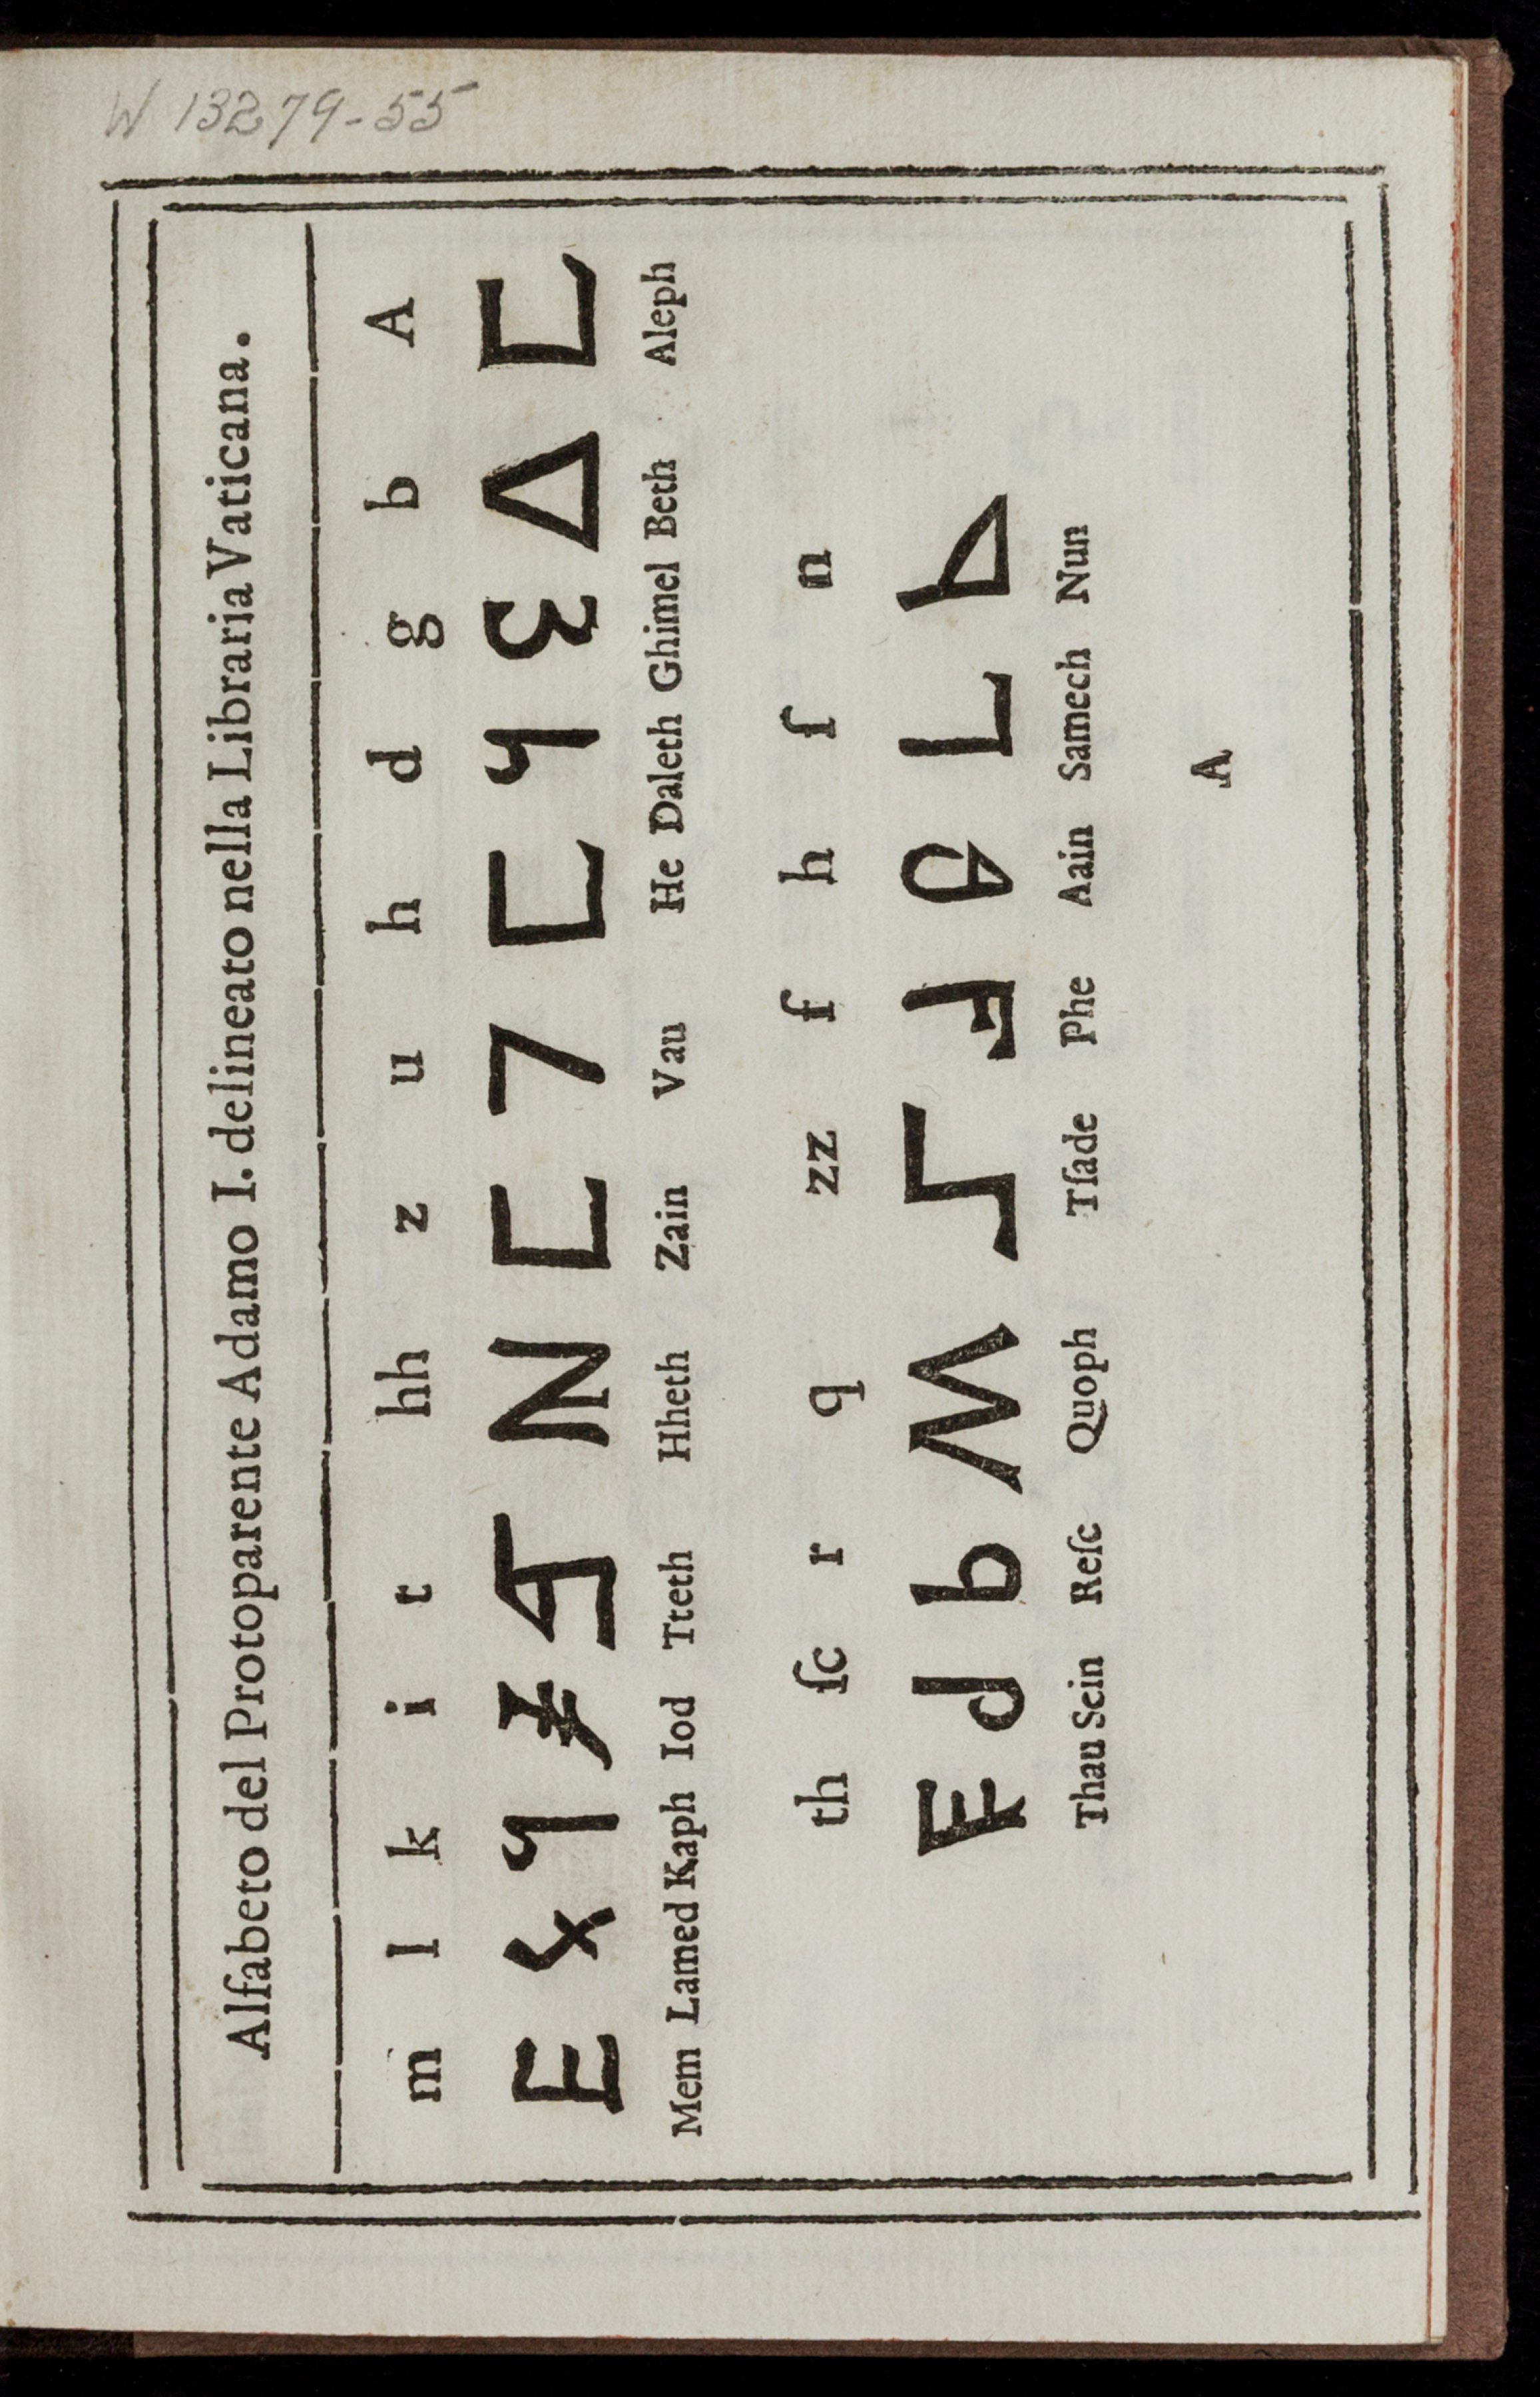 W 13279-55
Alfabeto del Protoparente Adamo I. delineato nella Libraria Vaticana.
m l k i t hh z u h d g b A
Mem Lamed Kaph Iod Tteth Hheth Zain Vau He Daleth Ghimel Beth Aleph
th ſc r q zz f h ſ n
Thau Scin Reſc Quoph Tſade Phe Aain Samech Nun
A